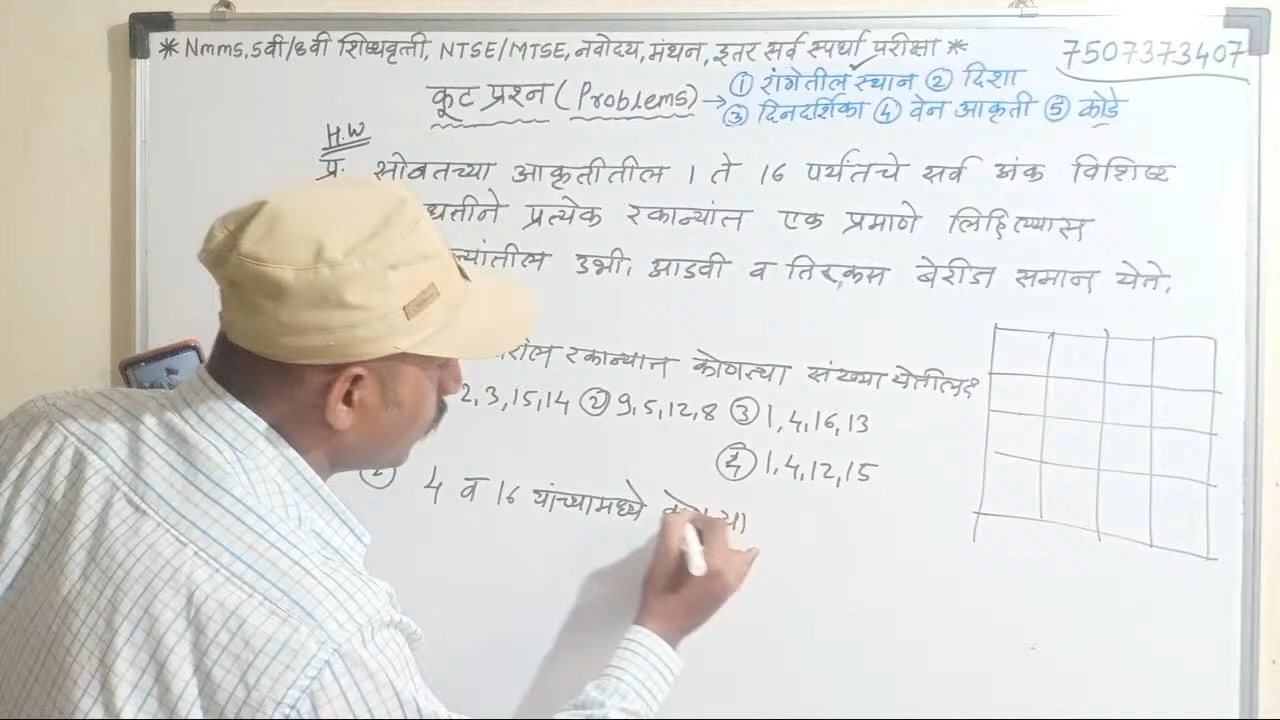 * Nmms, 5वी/8वी शिष्यवृत्ती, NTSE/MTSE, नवोदय, मंथन, इतर सर्व स्पर्धा परीक्षा *
7507373407
कूट प्रश्न (Problems) → ① रांगेतील स्थान ② दिशा
③ दिनदर्शिका ④ वेन आकृती ⑤ कोडे
H.W
प्र. सोबतच्या आकृतीतील 1 ते 16 पर्यंतचे सर्व अंक विशिष्ट
प्रत्येक रकान्यांत एक प्रमाणे लिहिल्यास
उभी, आडवी व तिरकस बेरीज समान येते.
रकान्यात कोणत्या संख्या येतील
2, 3, 15, 14 ② 9, 5, 12, 8 ③ 1, 4, 16, 13
④ 1, 4, 12, 15
2) 4 व 16 यांच्यामध्ये